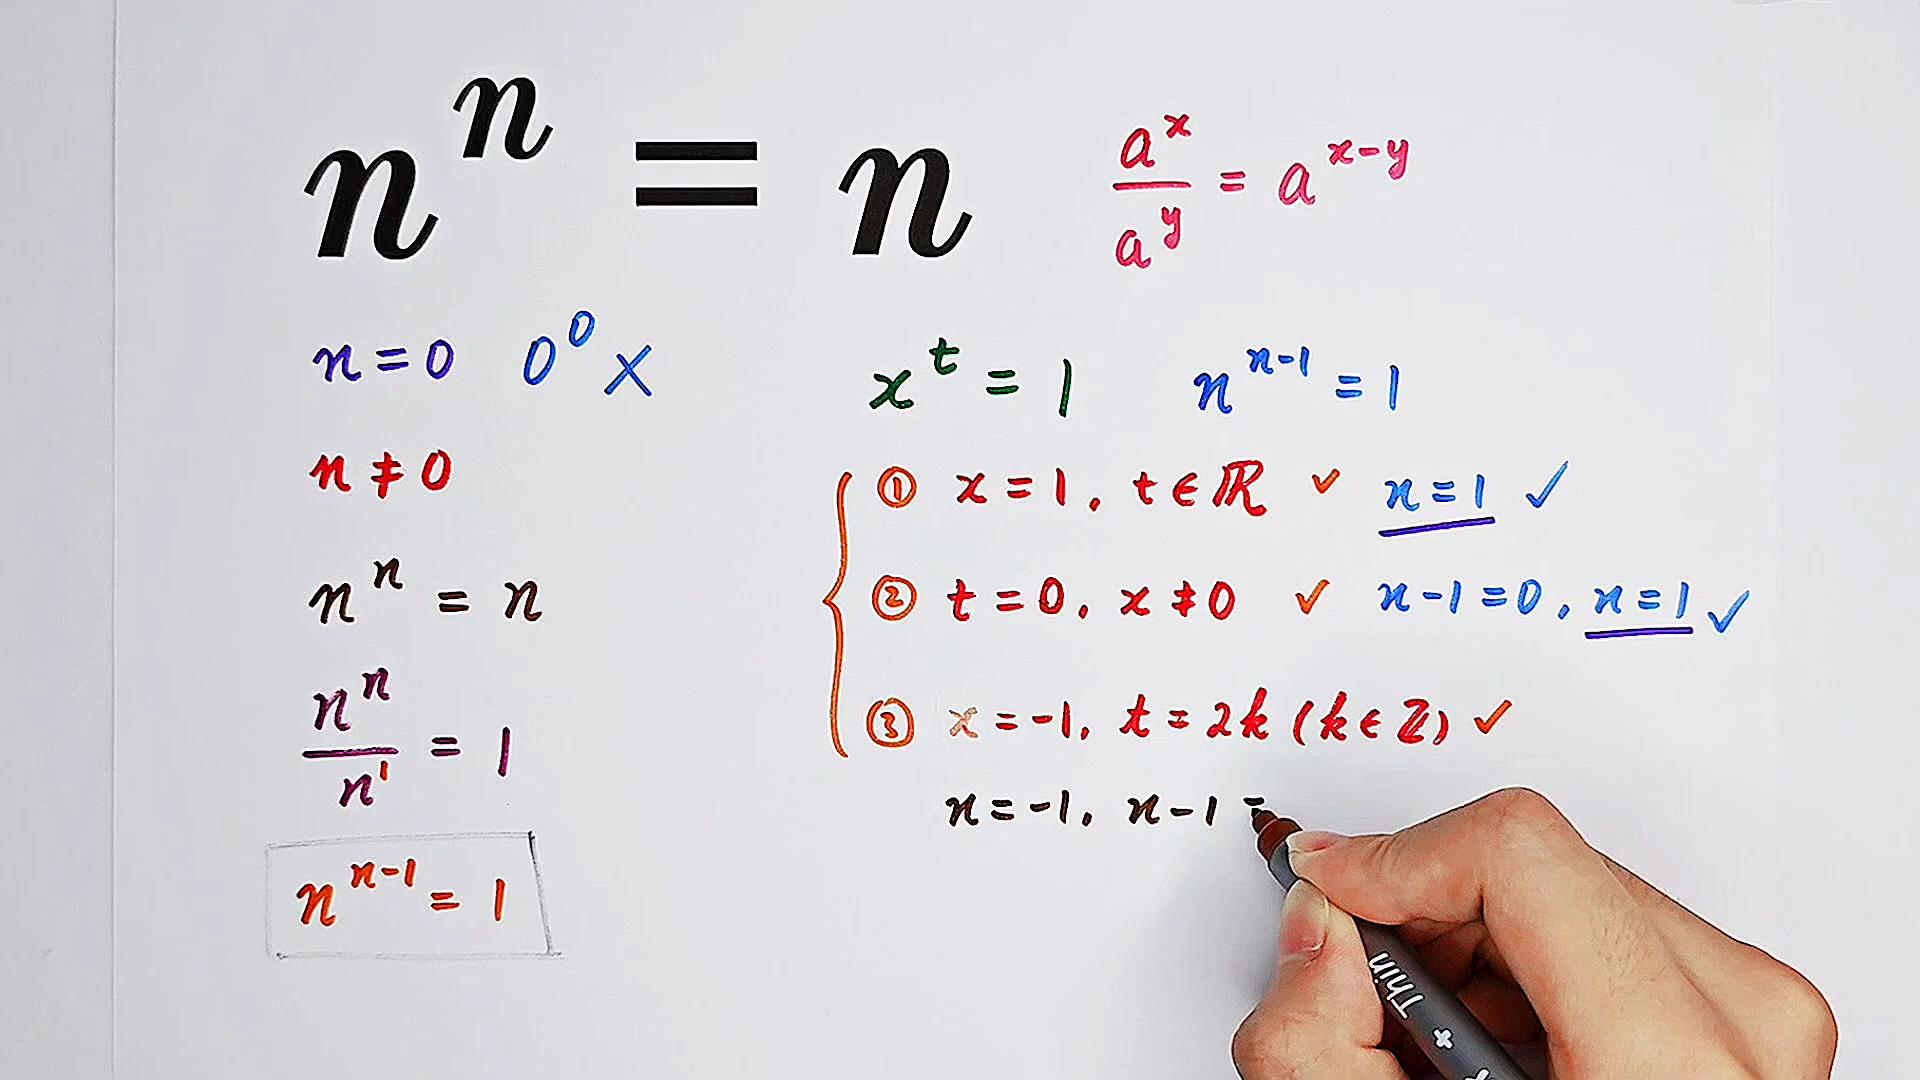 n^n = n
a^x / a^y = a^(x-y)
n = 0 0^0 ×
n ≠ 0
n^n = n
n^n / n^1 = 1
n^(n-1) = 1
x^t = 1 n^(n-1) = 1
① x = 1, t ∈ ℝ ✓ n = 1 ✓
② t = 0, x ≠ 0 ✓ n - 1 = 0, n = 1 ✓
③ x = -1, t = 2k (k ∈ ℤ) ✓
n = -1, n - 1 =
Thin